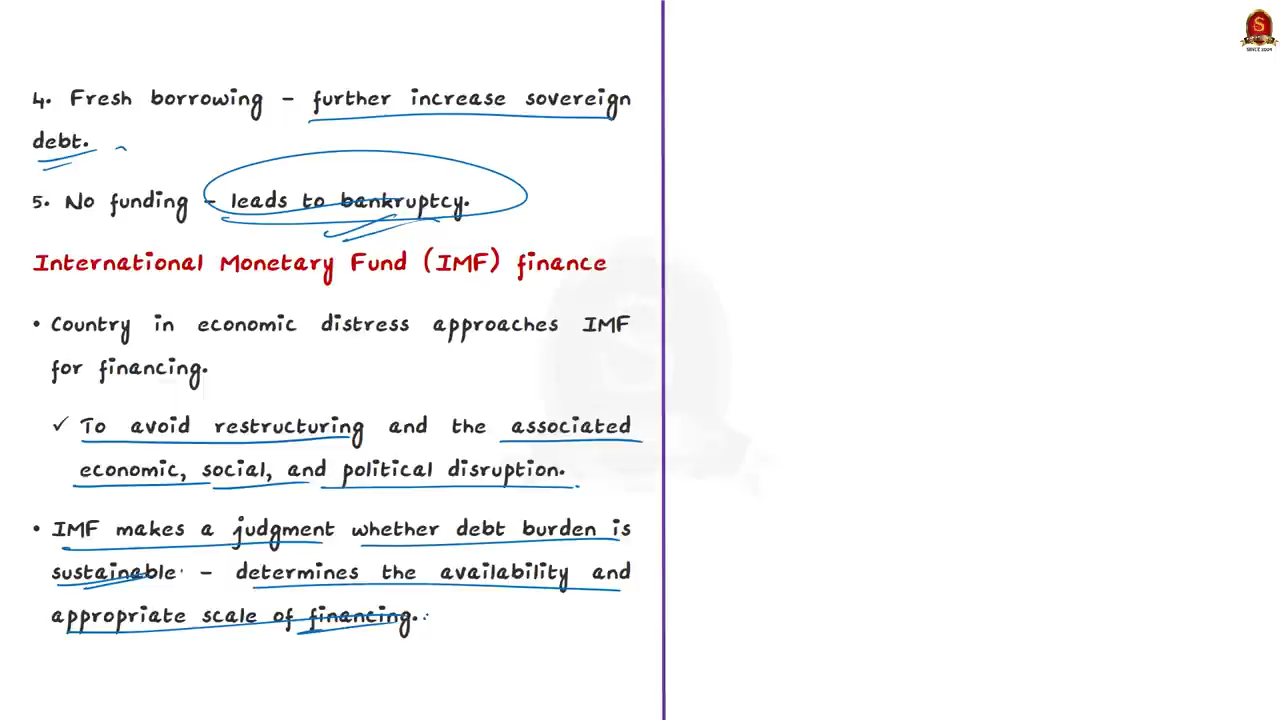 4. Fresh borrowing - further increase sovereign
debt.
5. No funding - leads to bankruptcy.
International Monetary Fund (IMF) finance
• Country in economic distress approaches IMF
for financing.
✓ To avoid restructuring and the associated
economic, social, and political disruption.
• IMF makes a judgment whether debt burden is
sustainable - determines the availability and
appropriate scale of financing.
S
SINCE 2004